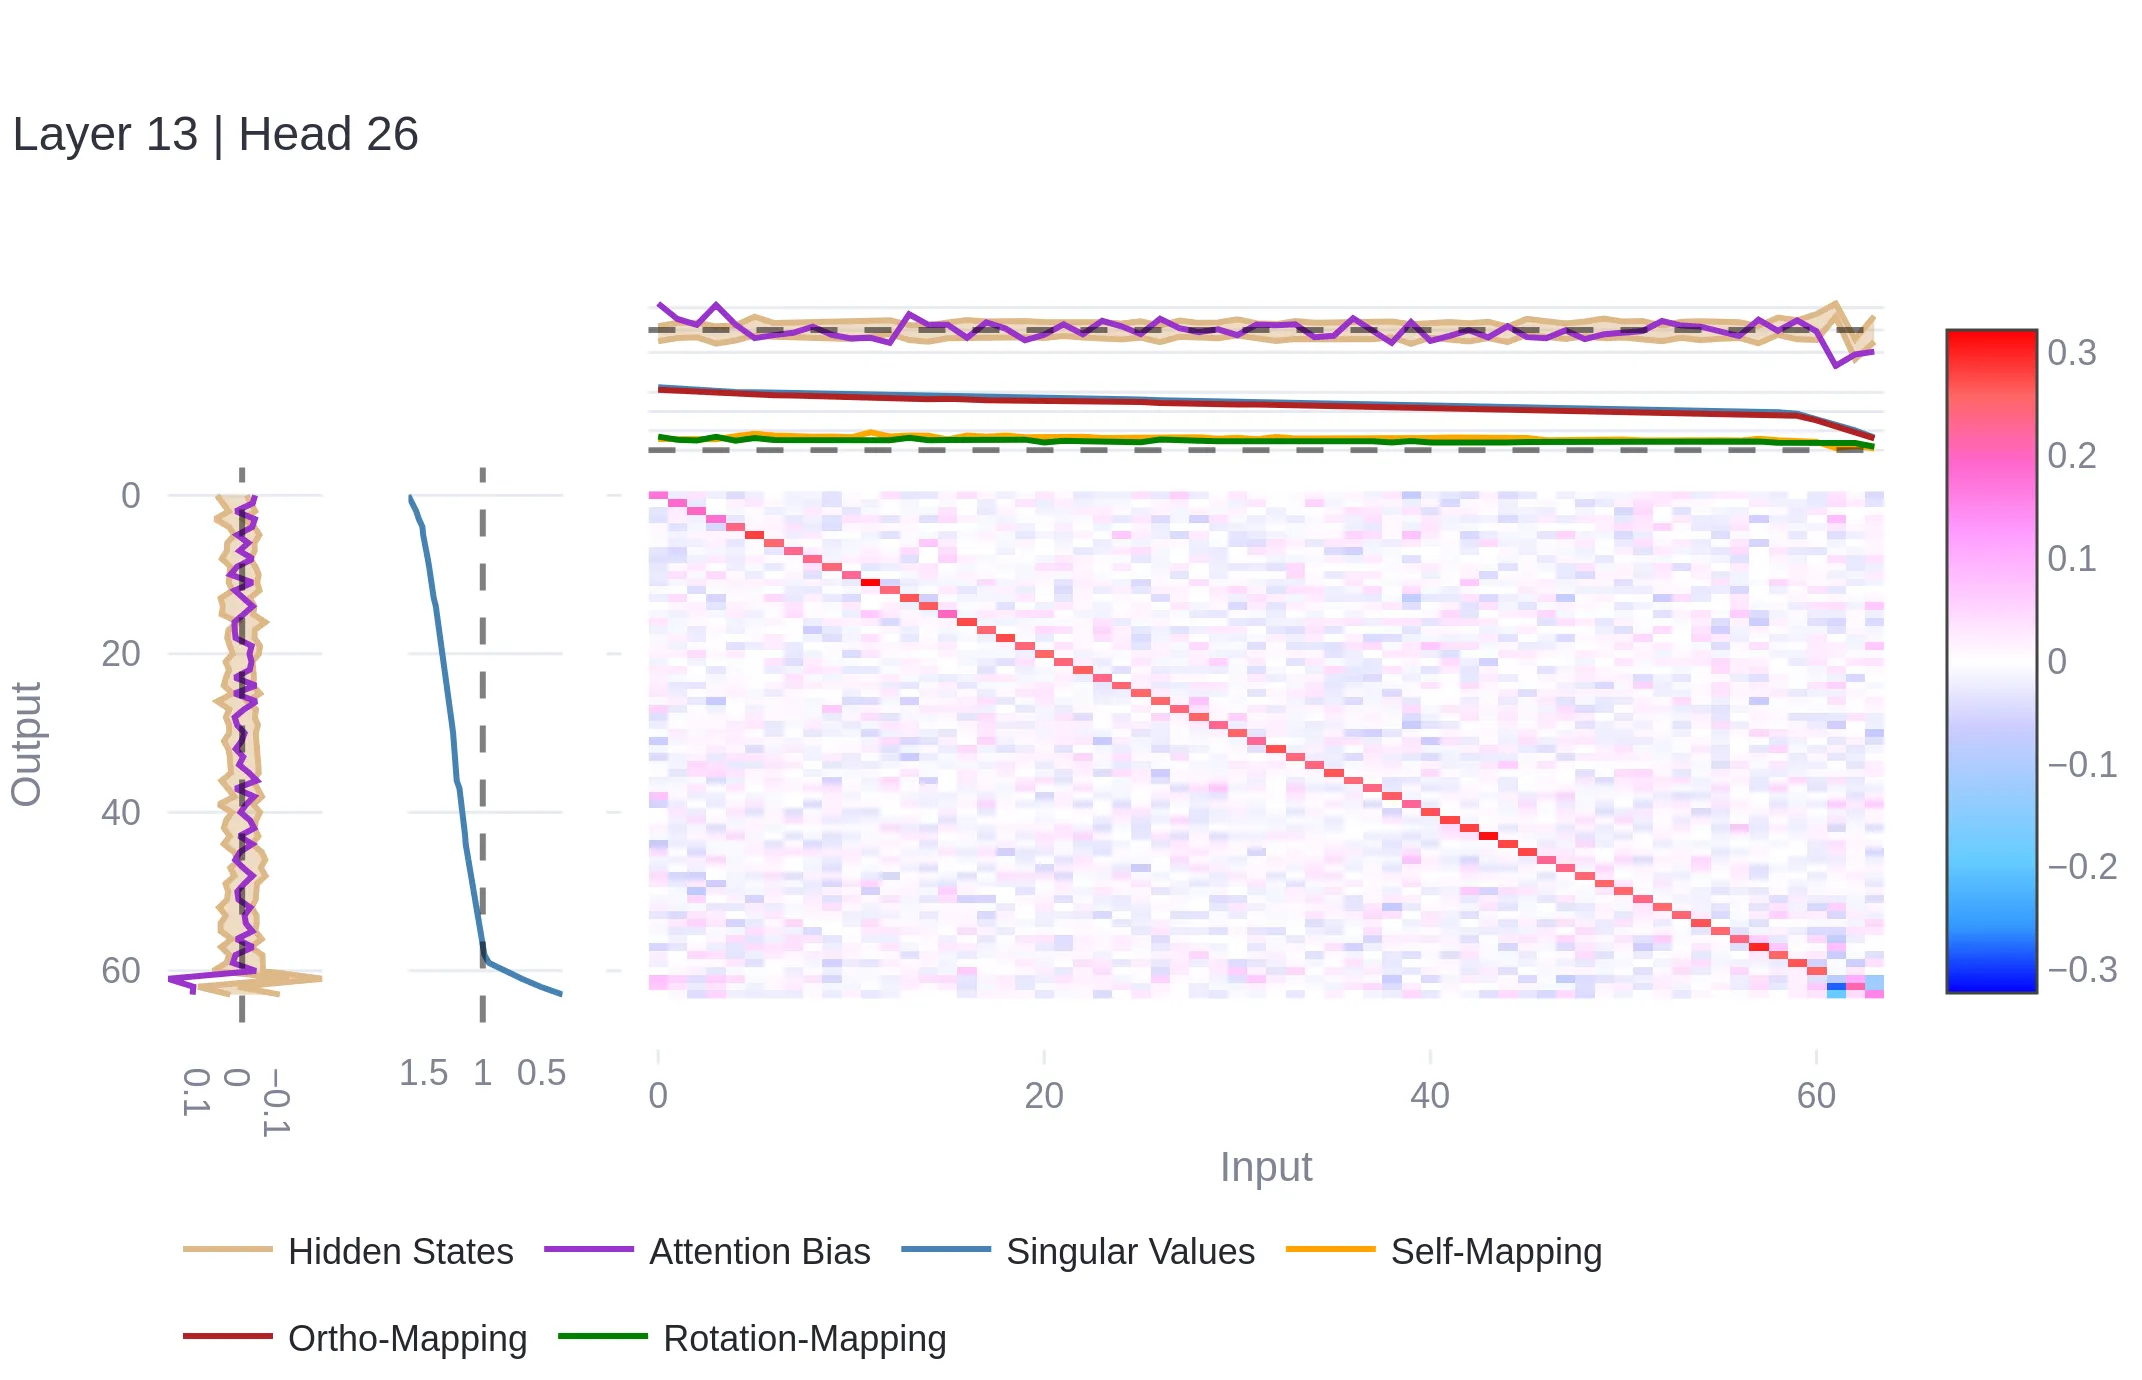 Layer 13 | Head 26
0
20
40
60
Output
0.1
0
−0.1
1.5
1
0.5
0
20
40
60
Input
0.3
0.2
0.1
0
−0.1
−0.2
−0.3
Hidden States
Attention Bias
Singular Values
Self-Mapping
Ortho-Mapping
Rotation-Mapping